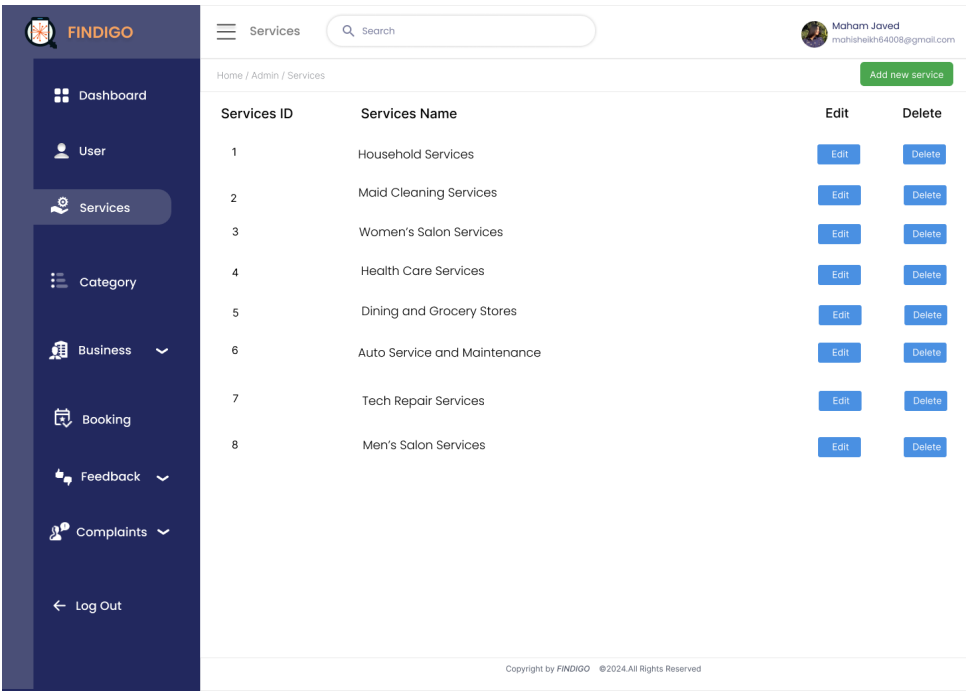 FINDIGO
Services
Search
Maham Javed
mahisheikh64008@gmail.com
Home / Admin / Services
Add new service
Dashboard
User
Services
Category
Business
Booking
Feedback
Complaints
Log Out
Services ID Services Name Edit Delete
1 Household Services Edit Delete
2 Maid Cleaning Services Edit Delete
3 Women’s Salon Services Edit Delete
4 Health Care Services Edit Delete
5 Dining and Grocery Stores Edit Delete
6 Auto Service and Maintenance Edit Delete
7 Tech Repair Services Edit Delete
8 Men’s Salon Services Edit Delete
Copyright by FINDIGO ©2024.All Rights Reserved